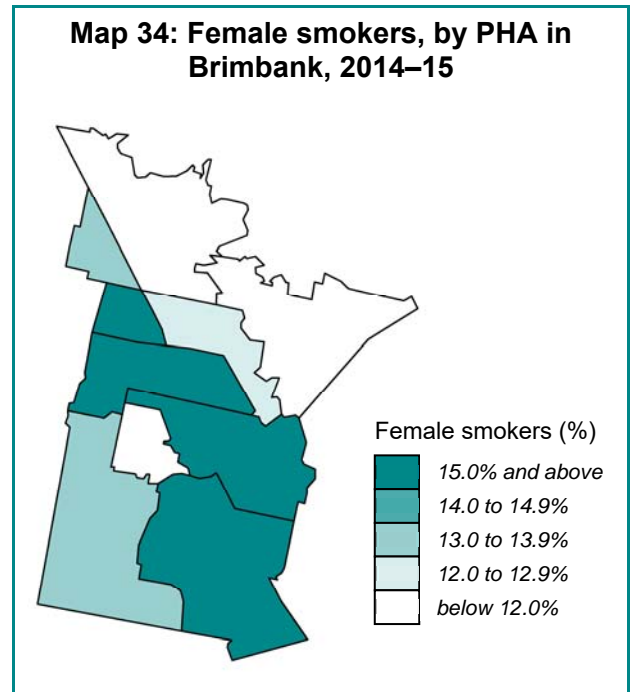 Map 34: Female smokers, by PHA in
Brimbank, 2014–15
Female smokers (%)
15.0% and above
14.0 to 14.9%
13.0 to 13.9%
12.0 to 12.9%
below 12.0%